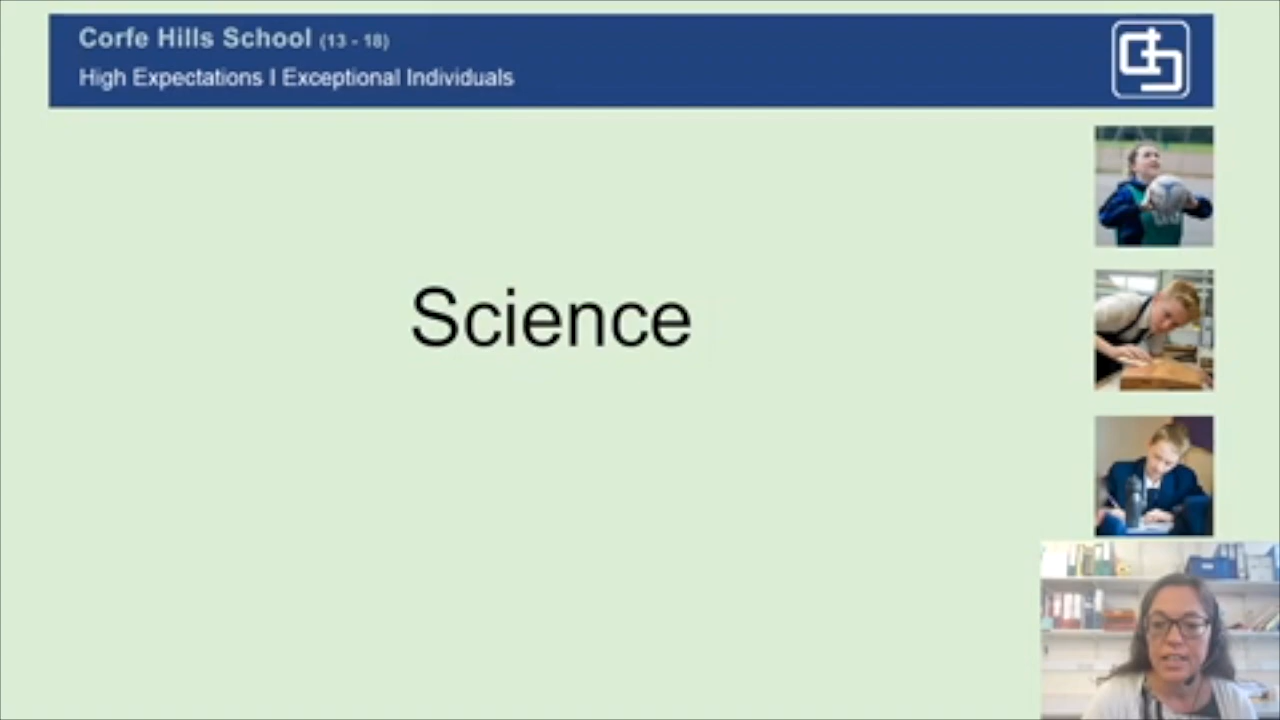 Corfe Hills School (13 - 18)
High Expectations I Exceptional Individuals
Science